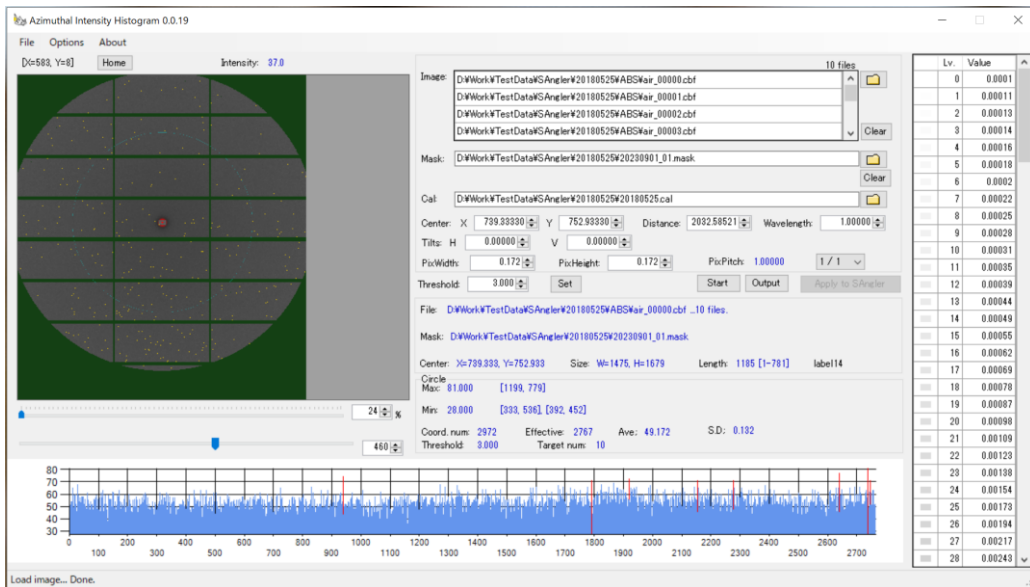 Azimuthal Intensity Histogram 0.0.19
File Options About
[X=583, Y=8] Home Intensity: 37.0
10 files
Image: D:¥Work¥TestData¥SAngler¥20180525¥ABS¥air_00000.cbf
D:¥Work¥TestData¥SAngler¥20180525¥ABS¥air_00001.cbf
D:¥Work¥TestData¥SAngler¥20180525¥ABS¥air_00002.cbf
D:¥Work¥TestData¥SAngler¥20180525¥ABS¥air_00003.cbf
Clear
Mask: D:¥Work¥TestData¥SAngler¥20180525¥20230901_01.mask
Clear
Cal: D:¥Work¥TestData¥SAngler¥20180525¥20180525.cal
Center: X 739.33330 Y 752.93330 Distance: 2032.58521 Wavelength: 1.00000
Tilts: H 0.00000 V 0.00000
PixWidth: 0.172 PixHeight: 0.172 PixPitch: 1.00000 1 / 1
Threshold: 3.000 Set Start Output Apply to SAngler
File: D:¥Work¥TestData¥SAngler¥20180525¥ABS¥air_00000.cbf ...10 files.
Mask: D:¥Work¥TestData¥SAngler¥20180525¥20230901_01.mask
Center: X=739.333, Y=752.933 Size: W=1475, H=1679 Length: 1185 [1-781] label14
Circle
Max: 81.000 [1199, 779]
Min: 28.000 [333, 536], [392, 452]
Coord. num: 2972 Effective: 2767 Ave: 49.172 S.D.: 0.132
Threshold: 3.000 Target num: 10
24 %
460
Lv. Value
0 0.0001
1 0.00011
2 0.00013
3 0.00014
4 0.00016
5 0.00018
6 0.0002
7 0.00022
8 0.00025
9 0.00028
10 0.00031
11 0.00035
12 0.00039
13 0.00044
14 0.00049
15 0.00055
16 0.00062
17 0.00069
18 0.00078
19 0.00087
20 0.00098
21 0.00109
22 0.00123
23 0.00138
24 0.00154
25 0.00173
26 0.00194
27 0.00217
28 0.00243
80
70
60
50
40
30
0 200 400 600 800 1000 1200 1400 1600 1800 2000 2200 2400 2600
100 300 500 700 900 1100 1300 1500 1700 1900 2100 2300 2500 2700
Load image... Done.